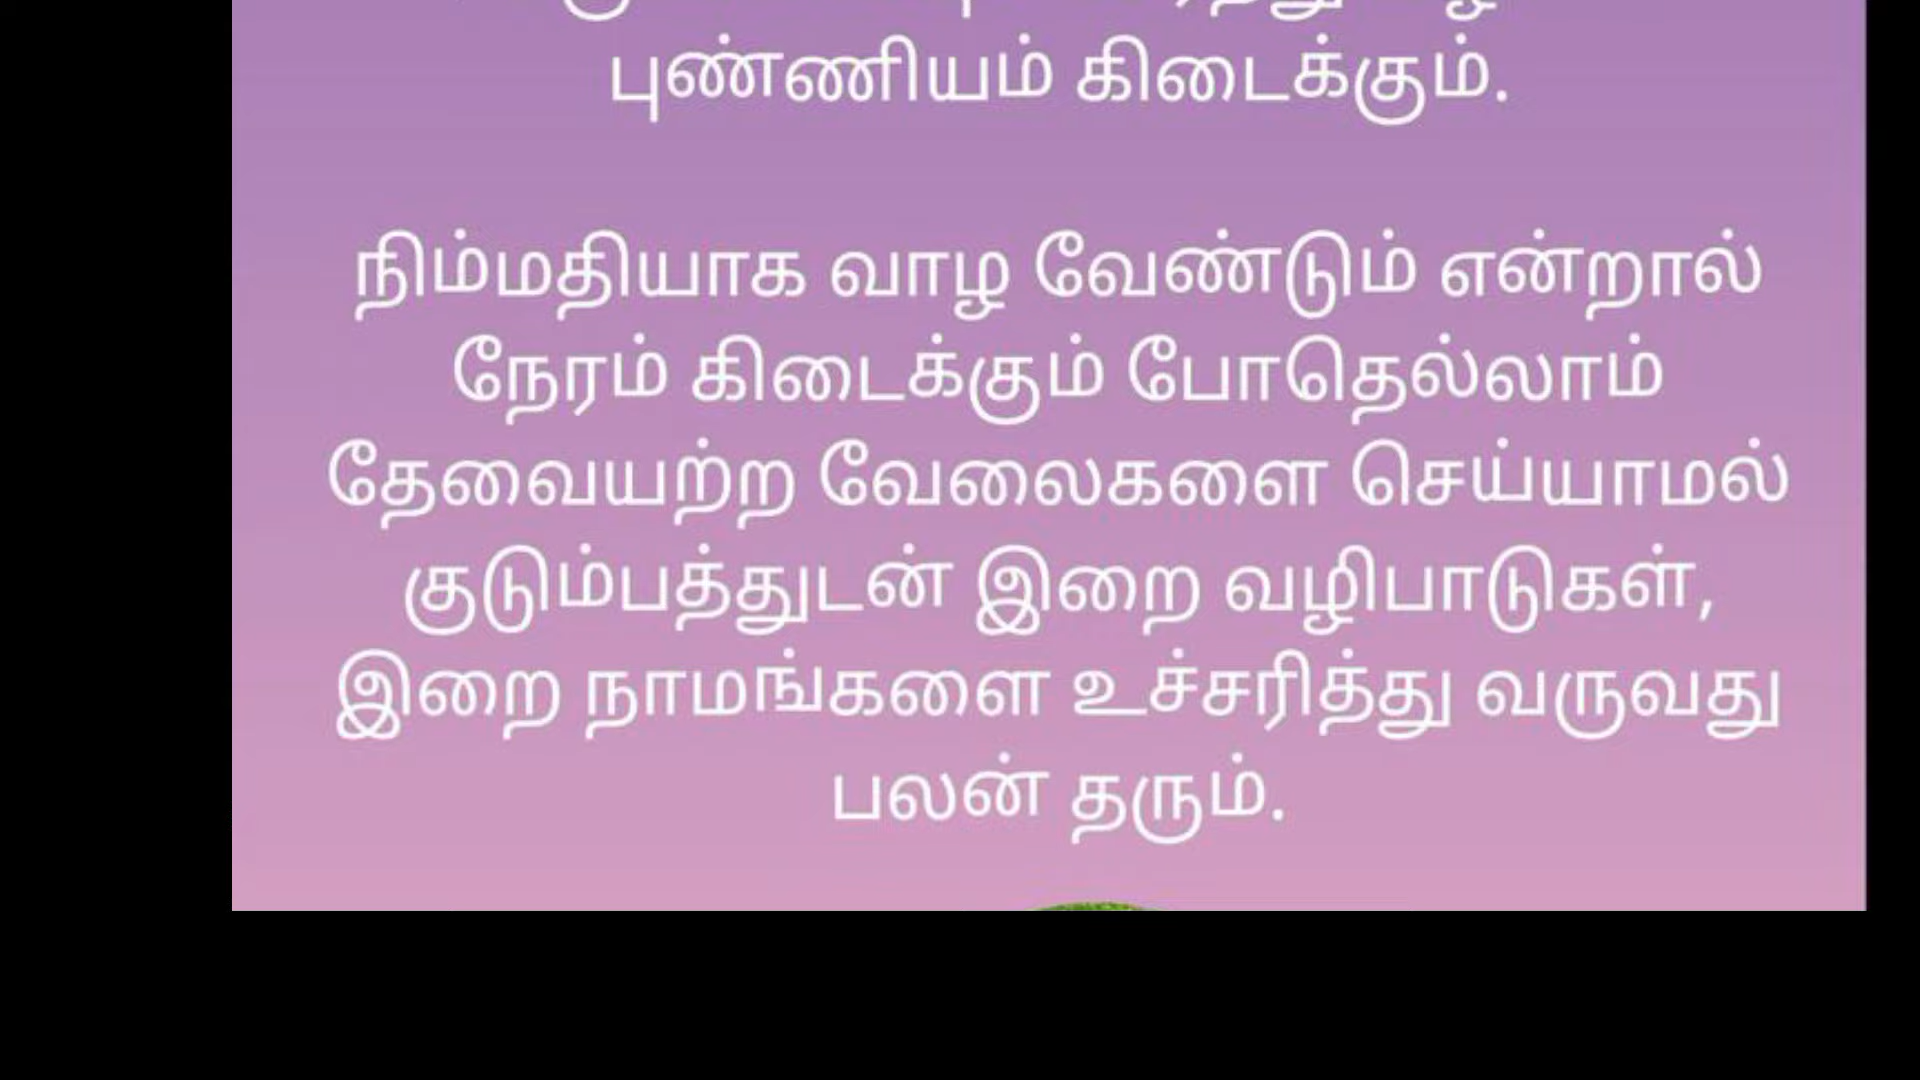 புண்ணியம் கிடைக்கும்.
நிம்மதியாக வாழ வேண்டும் என்றால்
நேரம் கிடைக்கும் போதெல்லாம்
தேவையற்ற வேலைகளை செய்யாமல்
குடும்பத்துடன் இறை வழிபாடுகள்,
இறை நாமங்களை உச்சரித்து வருவது
பலன் தரும்.